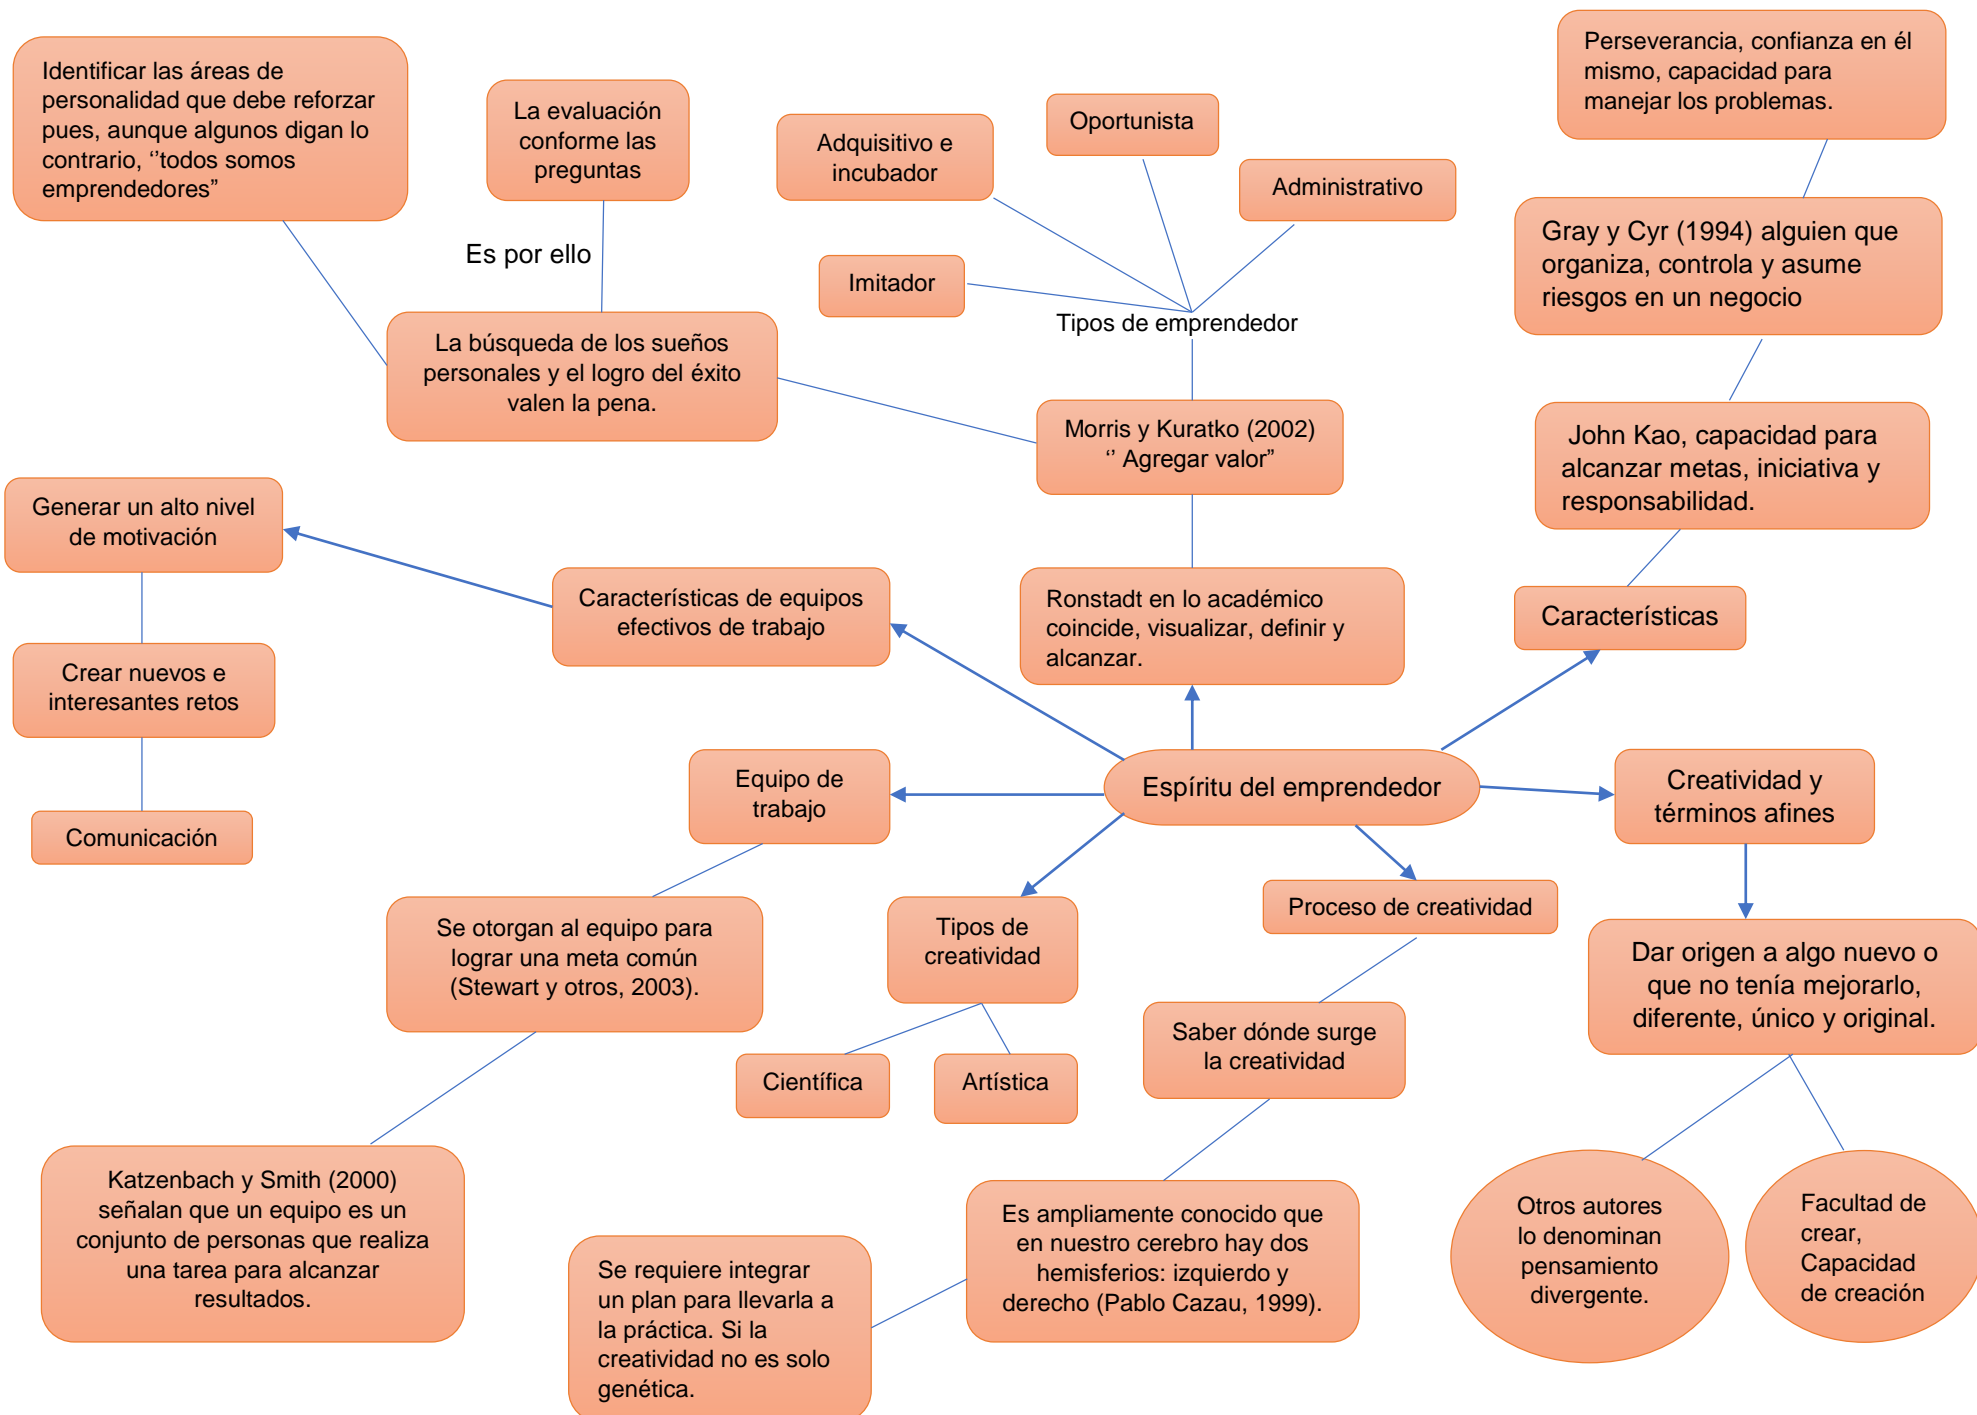 Perseverancia, confianza en él
mismo, capacidad para
manejar los problemas.
Identificar las áreas de
personalidad que debe reforzar
pues, aunque algunos digan lo
contrario, ‘’todos somos
emprendedores”
La evaluación
conforme las
preguntas
Oportunista
Adquisitivo e
incubador
Administrativo
Gray y Cyr (1994) alguien que
organiza, controla y asume
riesgos en un negocio
Es por ello
Imitador
Tipos de emprendedor
La búsqueda de los sueños
personales y el logro del éxito
valen la pena.
Morris y Kuratko (2002)
‘’ Agregar valor”
John Kao, capacidad para
alcanzar metas, iniciativa y
responsabilidad.
Generar un alto nivel
de motivación
Características de equipos
efectivos de trabajo
Ronstadt en lo académico
coincide, visualizar, definir y
alcanzar.
Características
Crear nuevos e
interesantes retos
Equipo de
trabajo
Espíritu del emprendedor
Creatividad y
términos afines
Comunicación
Se otorgan al equipo para
lograr una meta común
(Stewart y otros, 2003).
Tipos de
creatividad
Proceso de creatividad
Dar origen a algo nuevo o
que no tenía mejorarlo,
diferente, único y original.
Científica
Artística
Saber dónde surge
la creatividad
Katzenbach y Smith (2000)
señalan que un equipo es un
conjunto de personas que realiza
una tarea para alcanzar
resultados.
Se requiere integrar
un plan para llevarla a
la práctica. Si la
creatividad no es solo
genética.
Es ampliamente conocido que
en nuestro cerebro hay dos
hemisferios: izquierdo y
derecho (Pablo Cazau, 1999).
Otros autores
lo denominan
pensamiento
divergente.
Facultad de
crear,
Capacidad
de creación